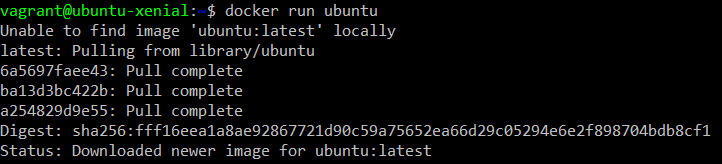 vagrant@ubuntu-xenial:~$ docker run ubuntu
Unable to find image 'ubuntu:latest' locally
latest: Pulling from library/ubuntu
6a5697faee43: Pull complete
ba13d3bc422b: Pull complete
a254829d9e55: Pull complete
Digest: sha256:fff16eea1a8ae92867721d90c59a75652ea66d29c05294e6e2f898704bdb8cf1
Status: Downloaded newer image for ubuntu:latest